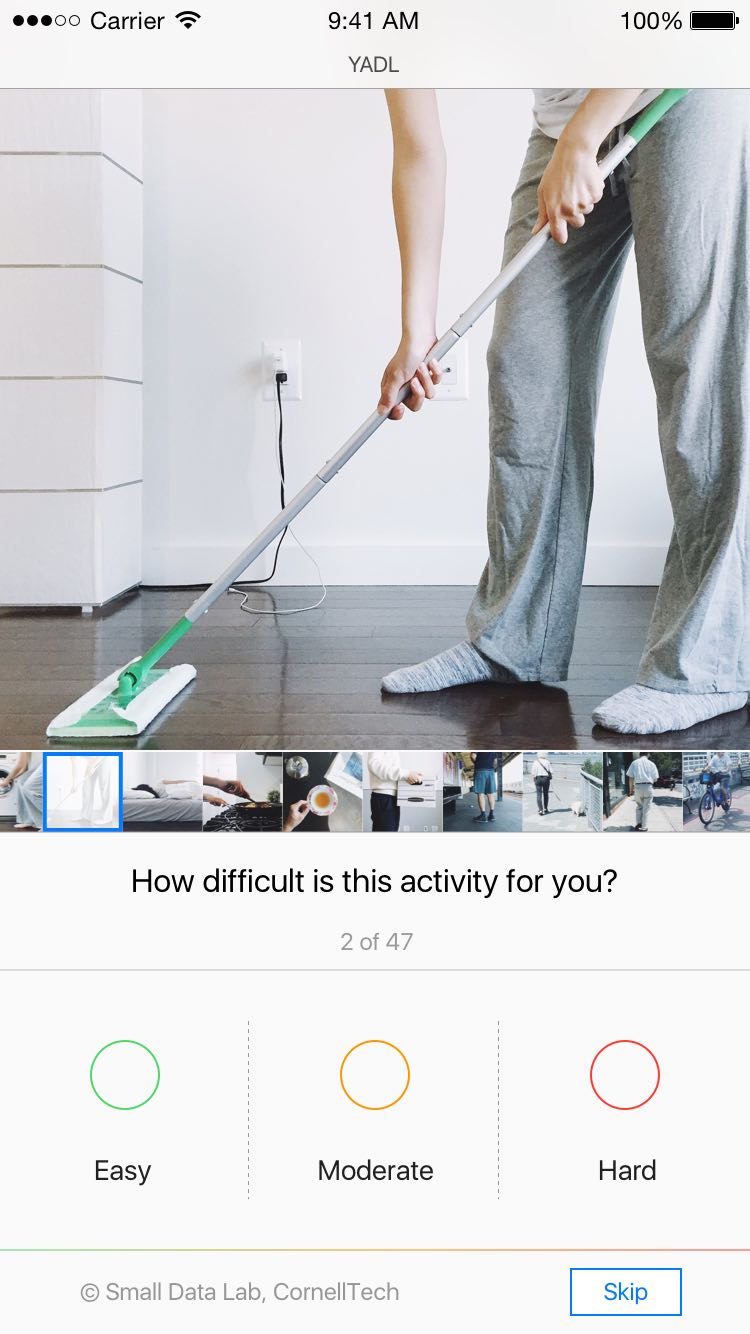 Carrier 9:41 AM 100%
YADL
How difficult is this activity for you?
2 of 47
Easy Moderate Hard
© Small Data Lab, CornellTech Skip